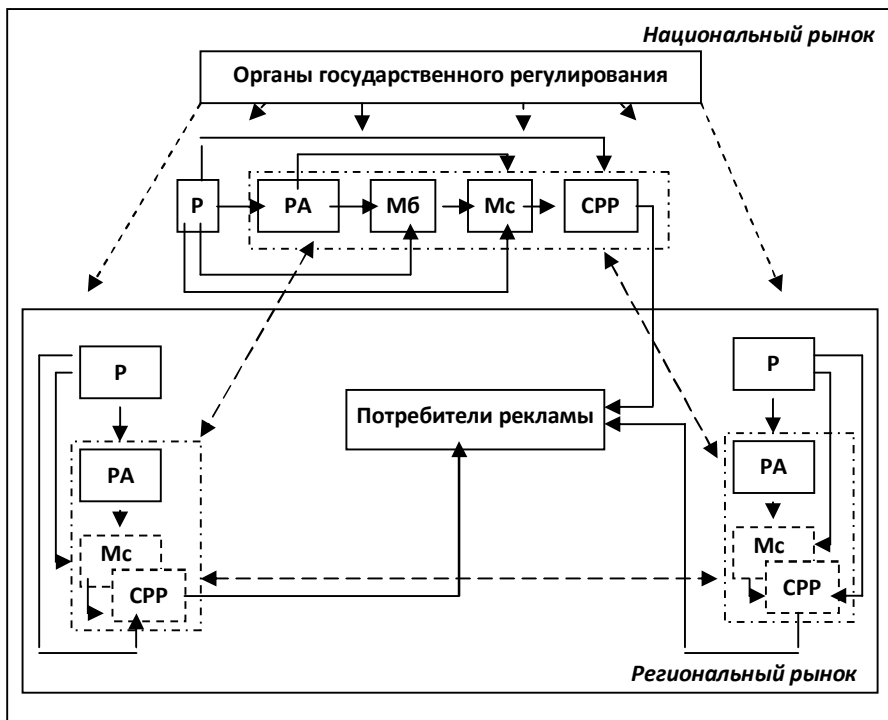 Национальный рынок
Органы государственного регулирования
Р
РА
Мб
Мс
СРР
Р
Р
Потребители рекламы
РА
РА
Мс
Мс
СРР
СРР
Региональный рынок